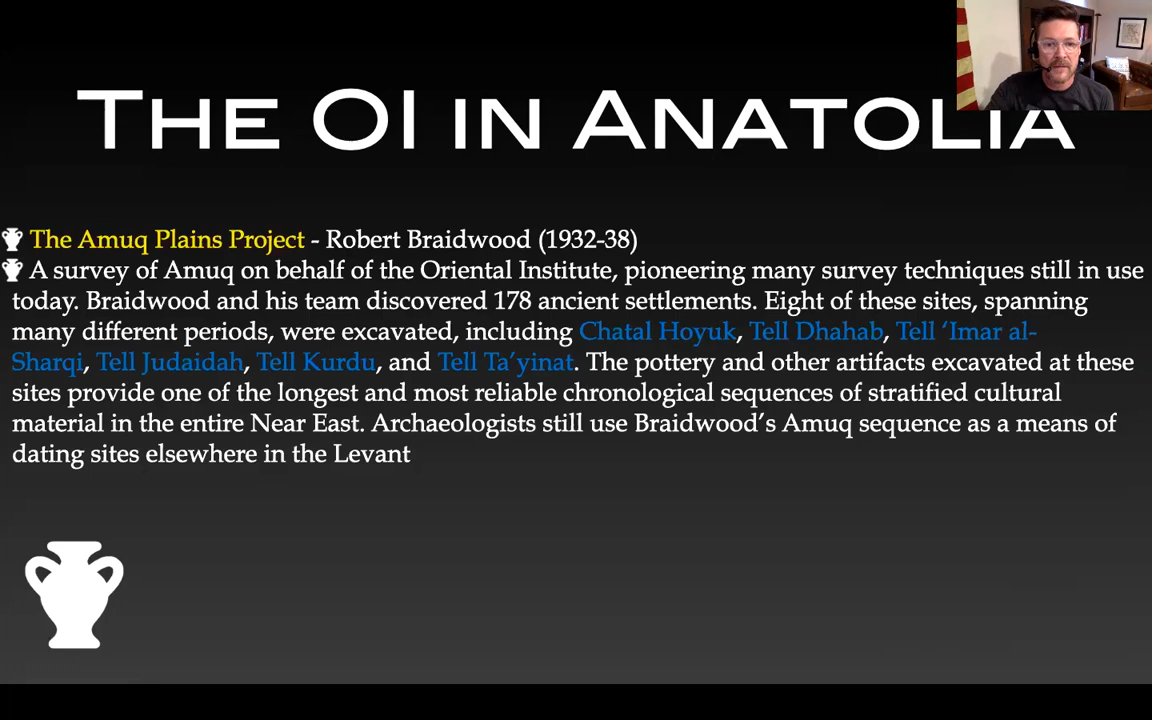 THE OI IN ANATOLIA
The Amuq Plains Project - Robert Braidwood (1932-38)
A survey of Amuq on behalf of the Oriental Institute, pioneering many survey techniques still in use
today. Braidwood and his team discovered 178 ancient settlements. Eight of these sites, spanning
many different periods, were excavated, including Chatal Hoyuk, Tell Dhahab, Tell ‘Imar al-
Sharqi, Tell Judaidah, Tell Kurdu, and Tell Ta’yinat. The pottery and other artifacts excavated at these
sites provide one of the longest and most reliable chronological sequences of stratified cultural
material in the entire Near East. Archaeologists still use Braidwood’s Amuq sequence as a means of
dating sites elsewhere in the Levant